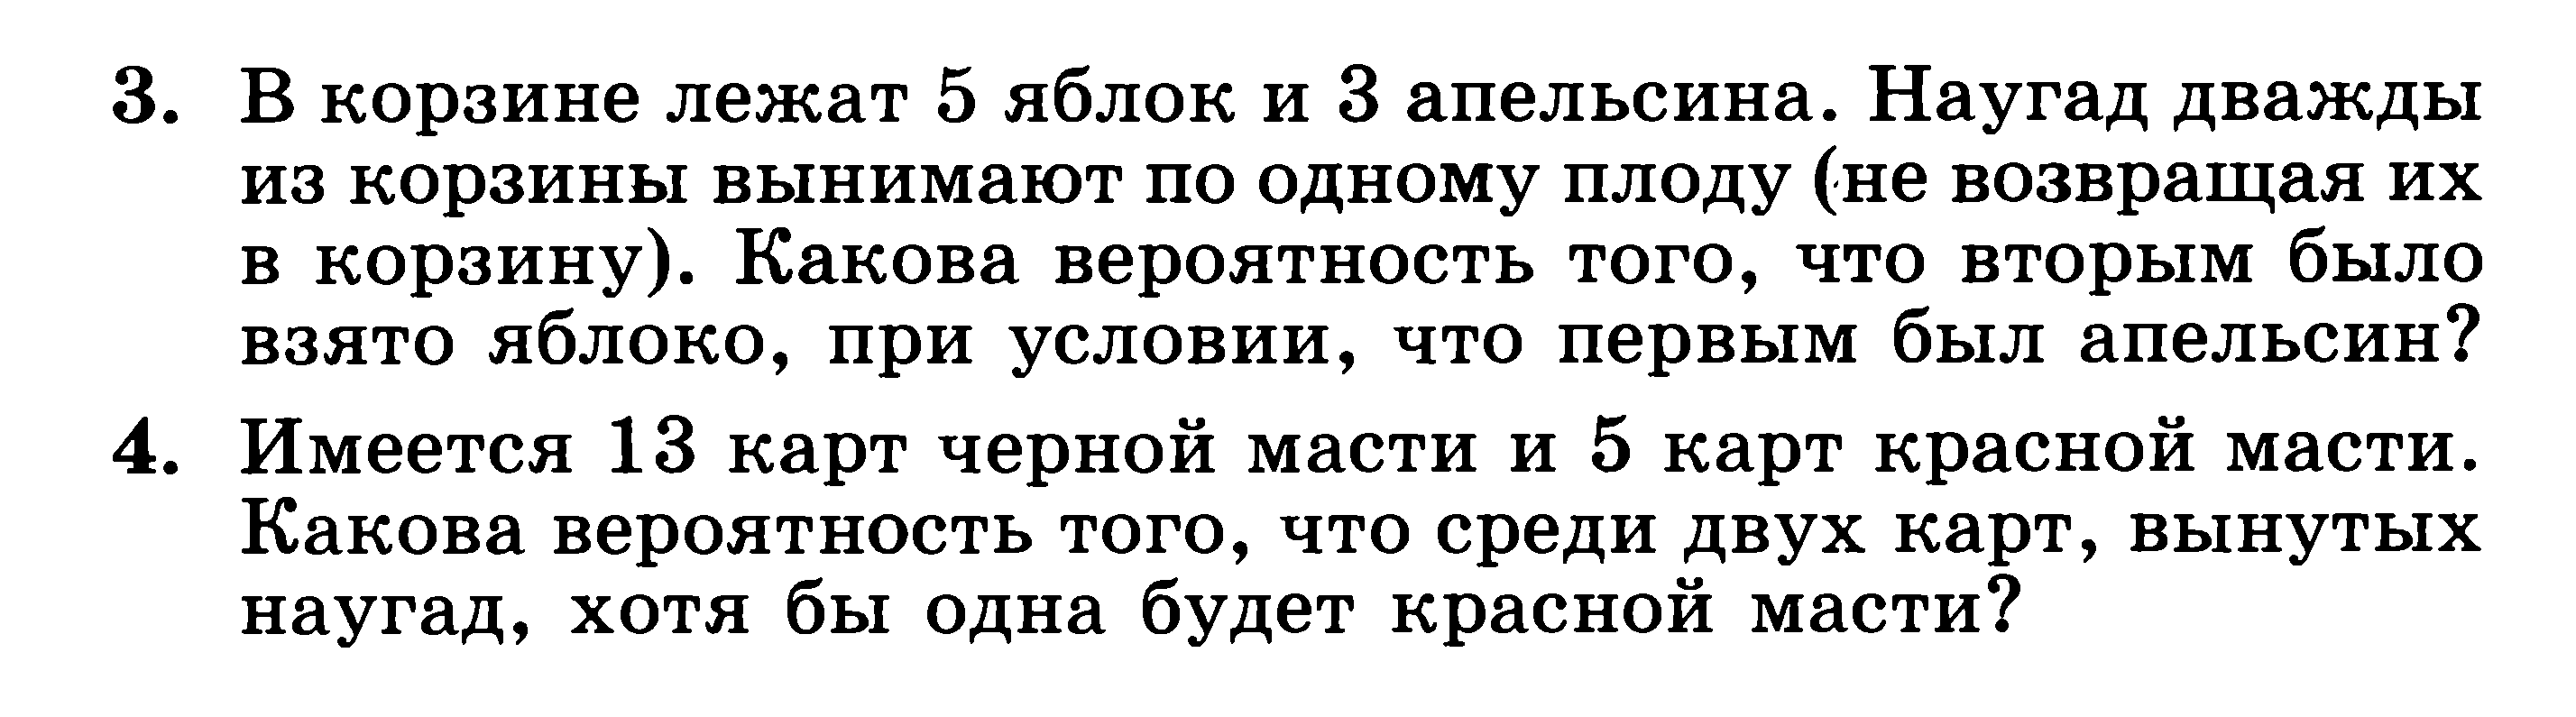 3. В корзине лежат 5 яблок и 3 апельсина. Наугад дважды
из корзины вынимают по одному плоду (не возвращая их
в корзину). Какова вероятность того, что вторым было
взято яблоко, при условии, что первым был апельсин?
4. Имеется 13 карт черной масти и 5 карт красной масти.
Какова вероятность того, что среди двух карт, вынутых
наугад, хотя бы одна будет красной масти?